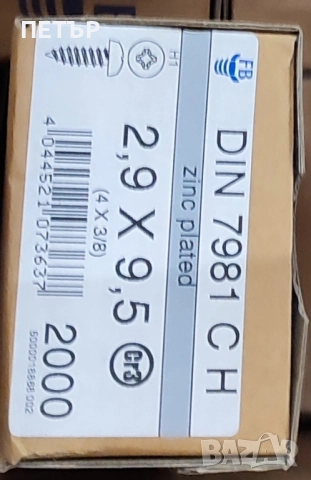 ПЕТЪР
FB
DIN 7981 C H
zinc plated
H1
2,9 X 9,5 Cr3
(4 X 3/8)
4 044521 073637
2000
bazar.bg